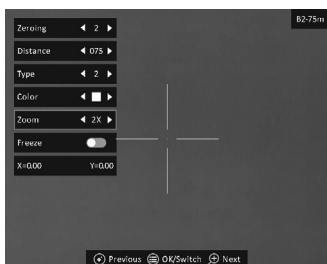 B2-75m
Zeroing 2
Distance 075
Type 2
Color
Zoom 2X
Freeze
X=0.00 Y=0.00
Previous OK/Switch Next